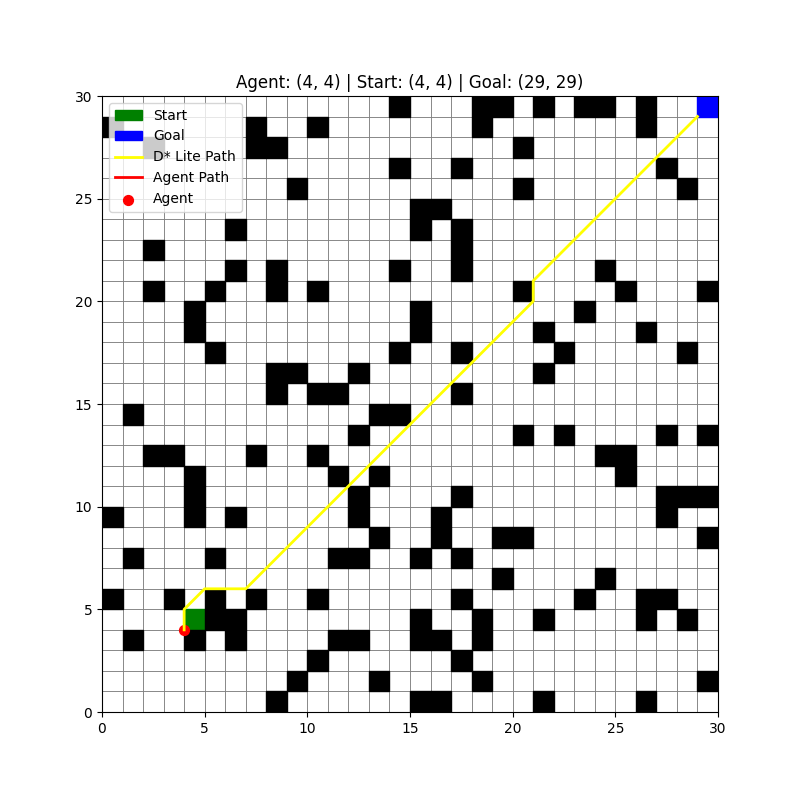 Agent: (4, 4) | Start: (4, 4) | Goal: (29, 29)
30
Start
Goal
D* Lite Path
Agent Path
Agent
25
20
15
10
5
0
0 5 10 15 20 25 30